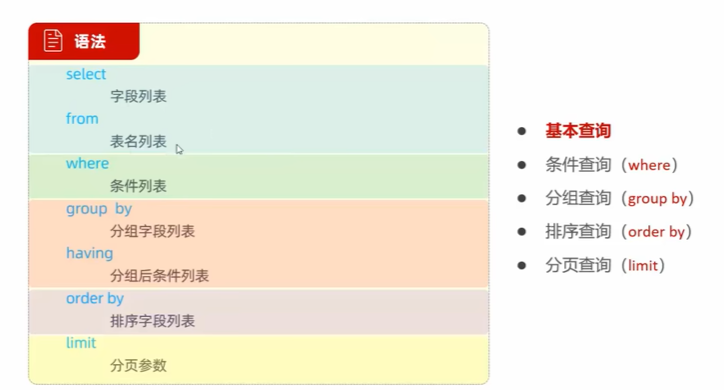 语法
select
字段列表
from
表名列表
where
条件列表
group by
分组字段列表
having
分组后条件列表
order by
排序字段列表
limit
分页参数
基本查询
条件查询（where）
分组查询（group by）
排序查询（order by）
分页查询（limit）